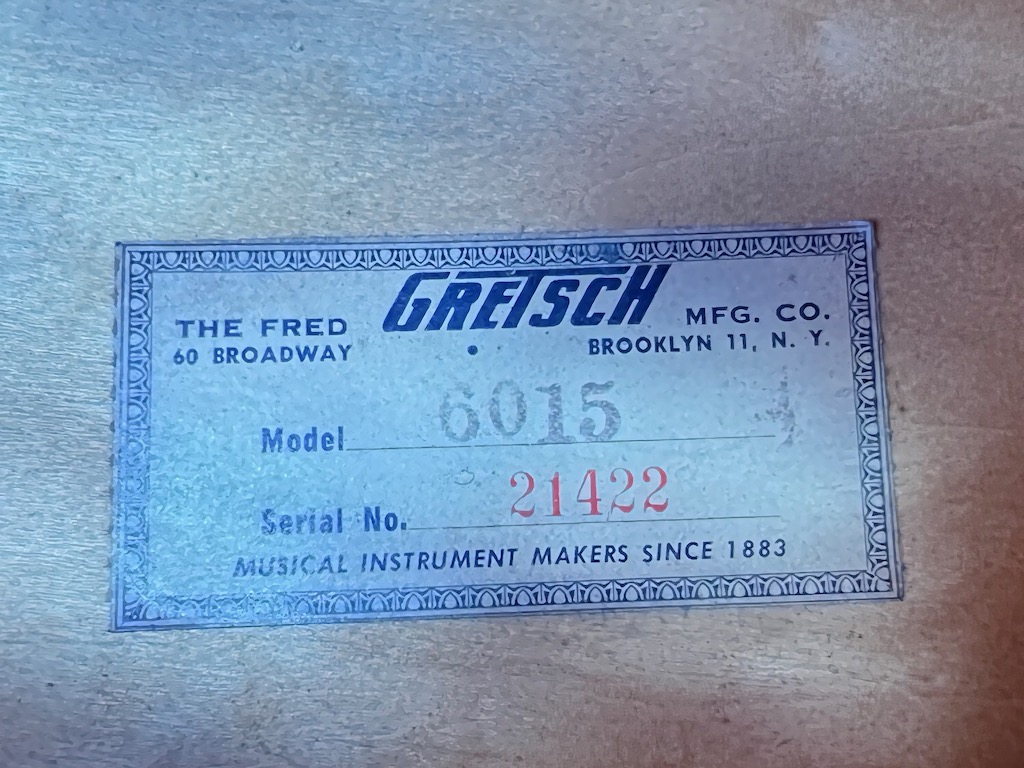 THE FRED GRETSCH MFG. CO.
60 BROADWAY • BROOKLYN 11, N. Y.
Model 6015
Serial No. 21422
MUSICAL INSTRUMENT MAKERS SINCE 1883